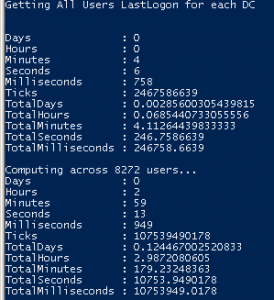 Getting All Users LastLogon for each DC
Days : 0
Hours : 0
Minutes : 4
Seconds : 6
Milliseconds : 758
Ticks : 2467586639
TotalDays : 0.00285600305439815
TotalHours : 0.0685440733055556
TotalMinutes : 4.11264439833333
TotalSeconds : 246.7586639
TotalMilliseconds : 246758.6639
Computing across 8272 users...
Days : 0
Hours : 2
Minutes : 59
Seconds : 13
Milliseconds : 949
Ticks : 107539490178
TotalDays : 0.124467002520833
TotalHours : 2.9872080605
TotalMinutes : 179.23248363
TotalSeconds : 10753.9490178
TotalMilliseconds : 10753949.0178